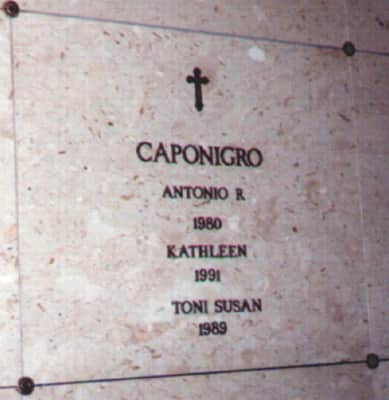 CAPONIGRO
ANTONIO R
1980
KATHLEEN
1991
TONI SUSAN
1989